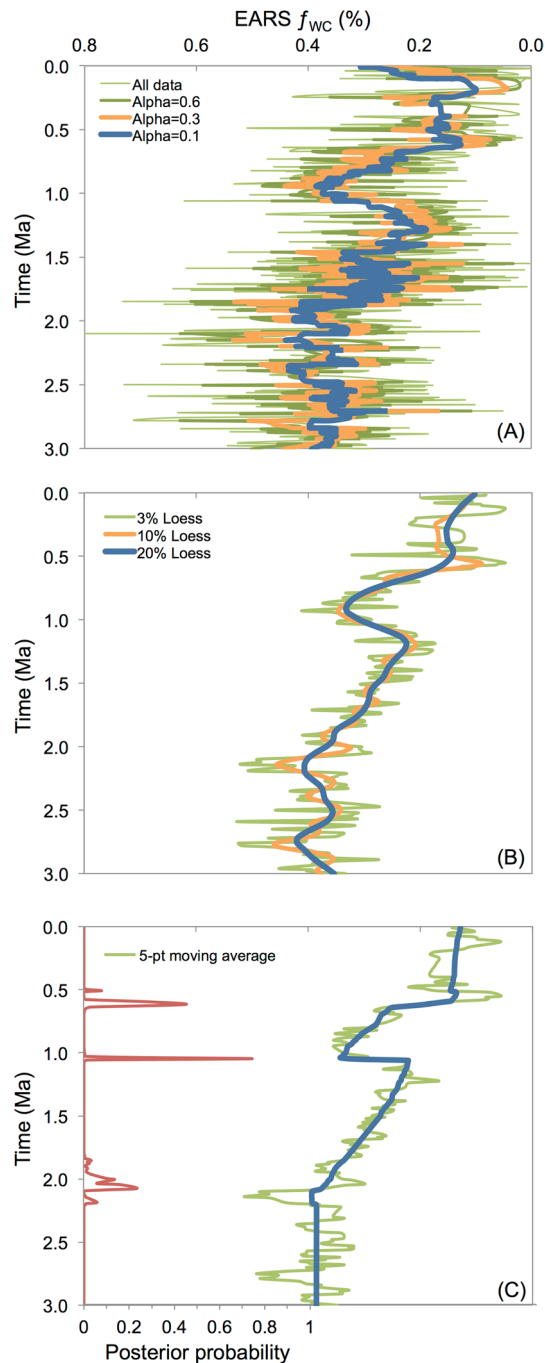 EARS fWC (%)
0.8 0.6 0.4 0.2 0.0
0.0
0.5
1.0
1.5
2.0
2.5
3.0
Time (Ma)
All data
Alpha=0.6
Alpha=0.3
Alpha=0.1
(A)
0.0
0.5
1.0
1.5
2.0
2.5
3.0
Time (Ma)
3% Loess
10% Loess
20% Loess
(B)
0.0
0.5
1.0
1.5
2.0
2.5
3.0
Time (Ma)
5-pt moving average
(C)
0 0.2 0.4 0.6 0.8 1
Posterior probability